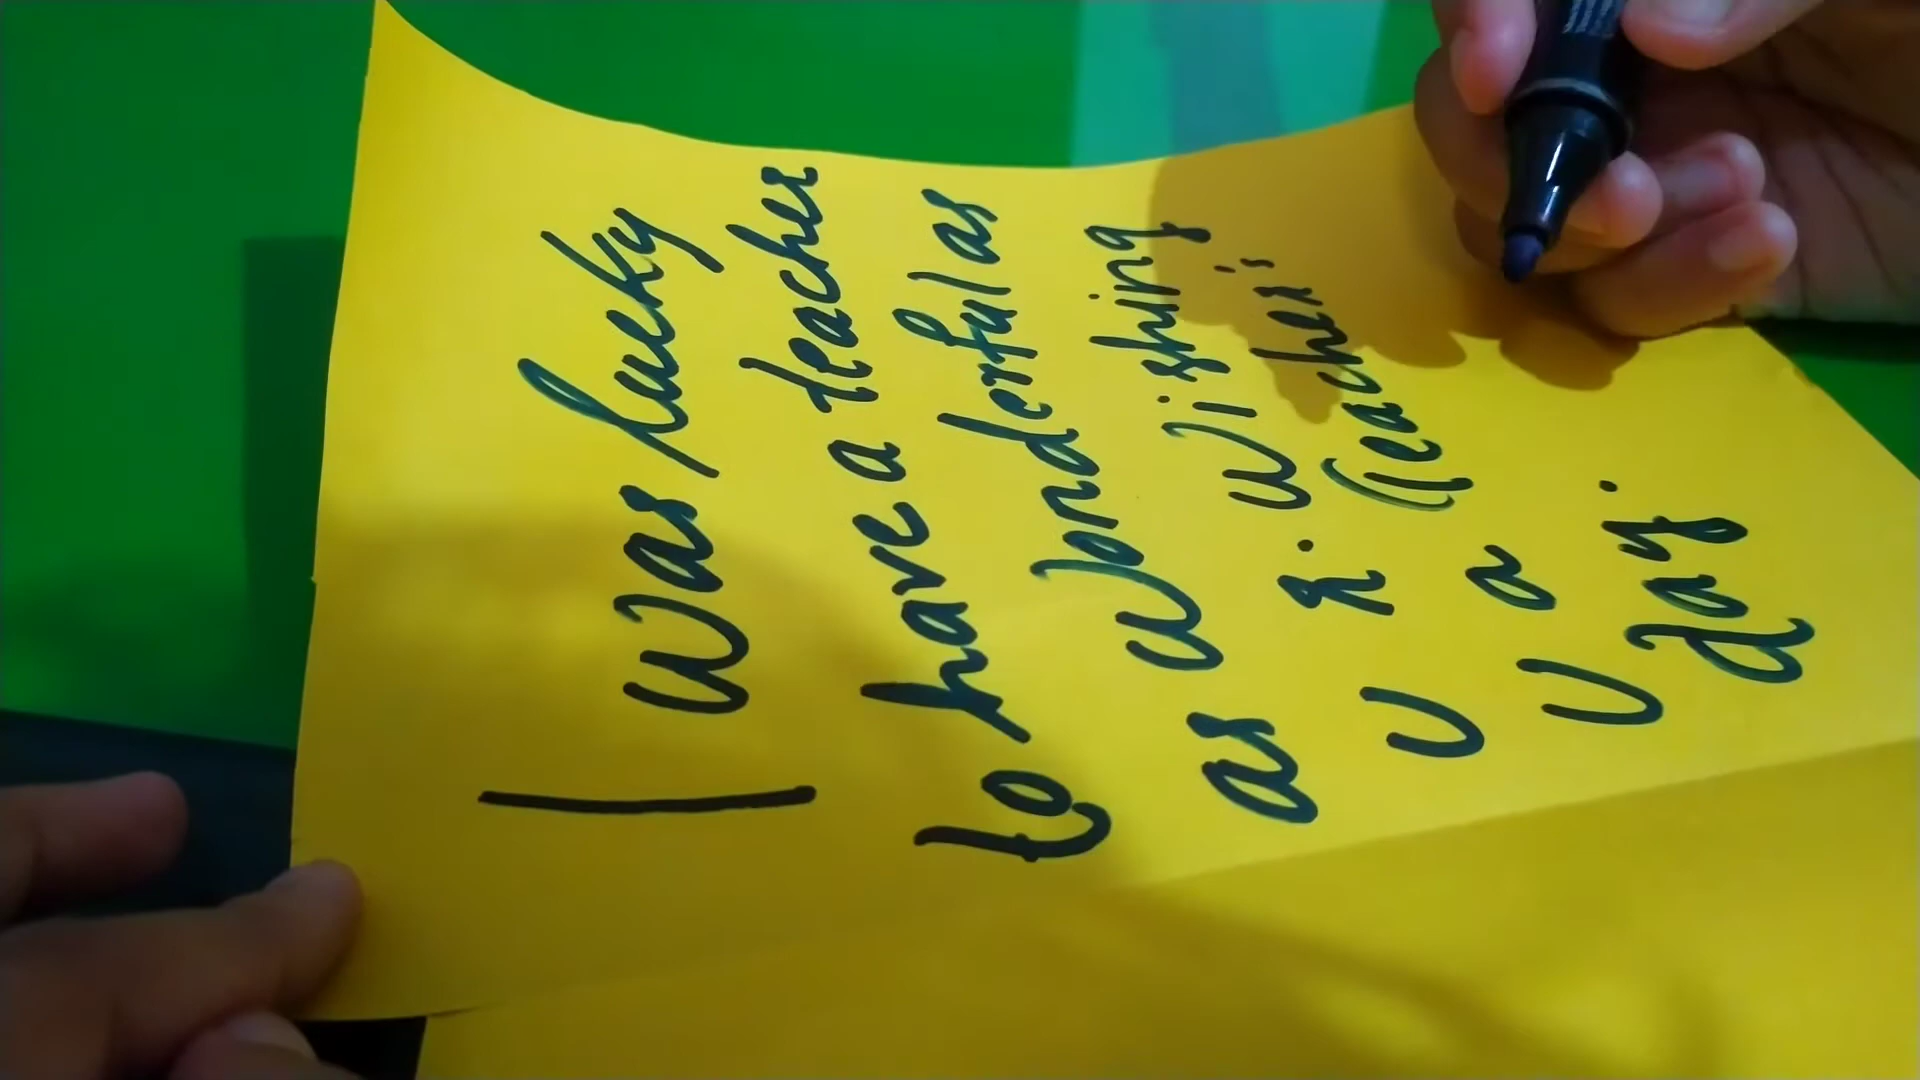 I was lucky
to have a teacher
as wonderful as
u r. Wishing
u a Teacher's
Day.